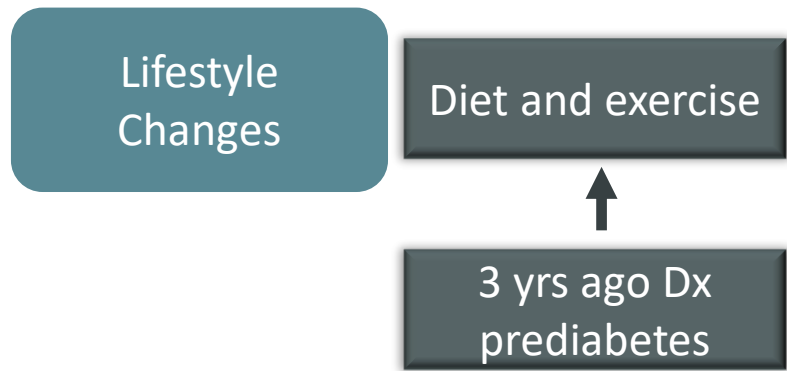 Lifestyle
Changes
Diet and exercise
3 yrs ago Dx
prediabetes